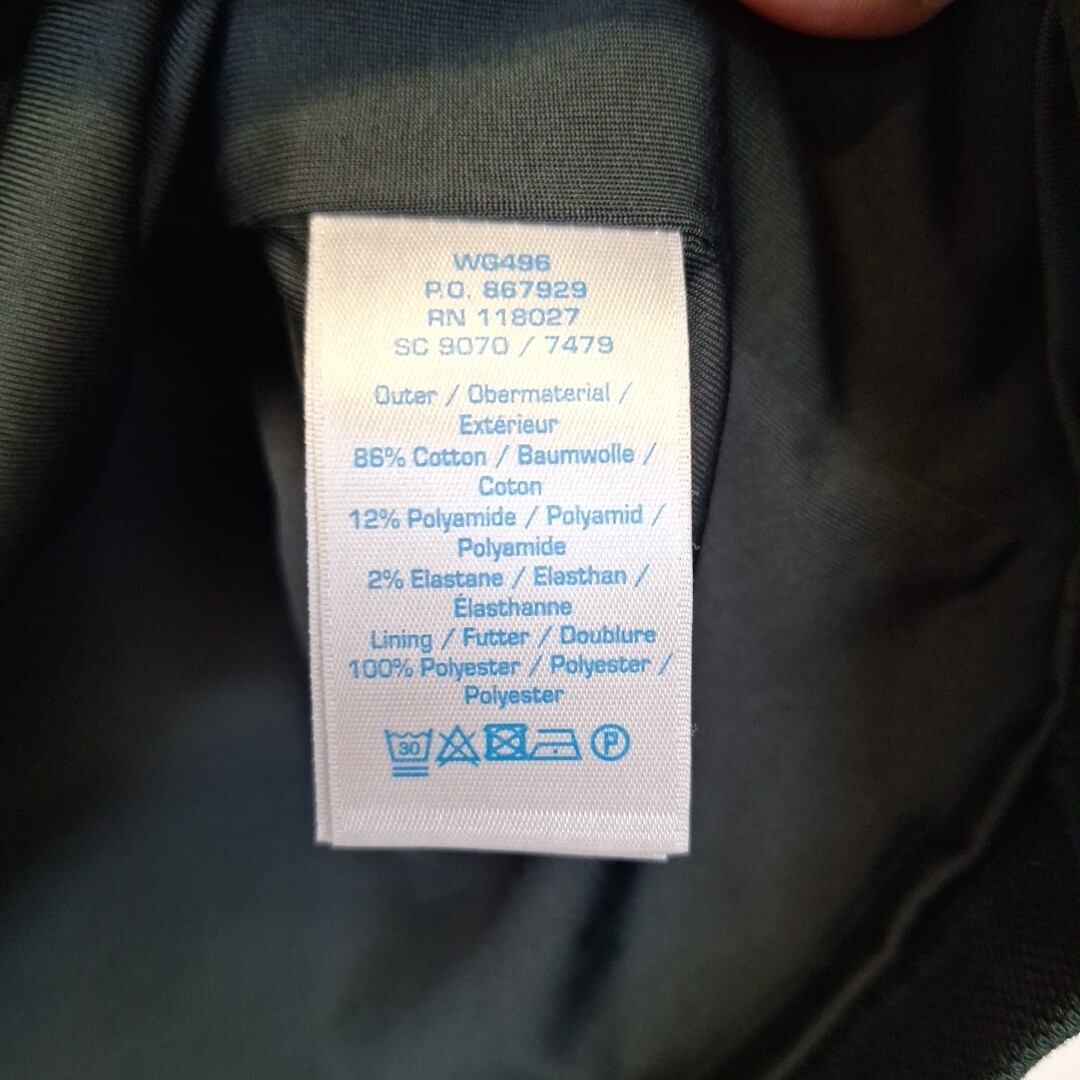 WG496
P.O. 867929
RN 118027
SC 9070 / 7479
Outer / Obermaterial /
Extérieur
86% Cotton / Baumwolle /
Coton
12% Polyamide / Polyamid /
Polyamide
2% Elastane / Elasthan /
Élasthanne
Lining / Futter / Doublure
100% Polyester / Polyester /
Polyester
30 P